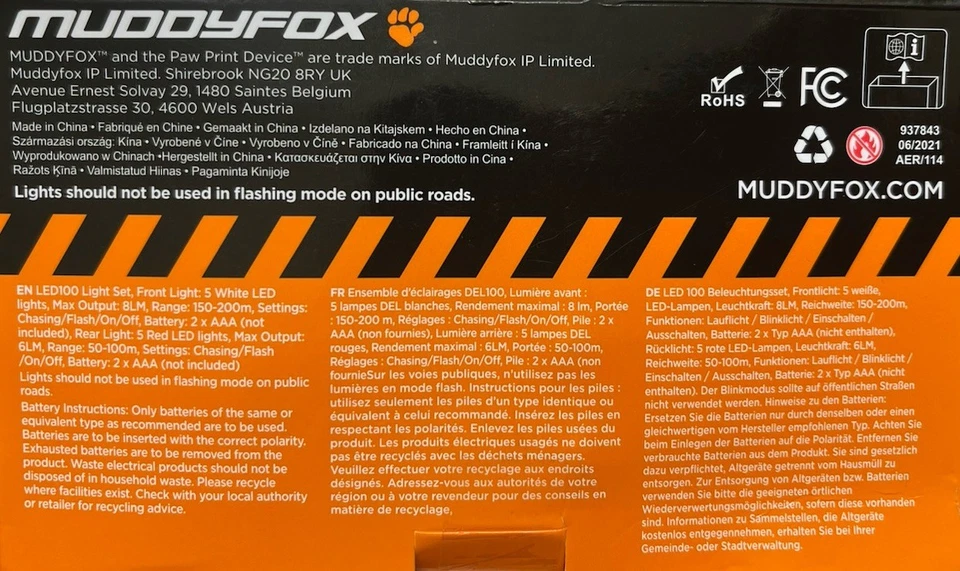 MUDDYFOX
MUDDYFOX™ and the Paw Print Device™ are trade marks of Muddyfox IP Limited.
Muddyfox IP Limited. Shirebrook NG20 8RY UK
Avenue Ernest Solvay 29, 1480 Saintes Belgium
Flugplatzstrasse 30, 4600 Wels Austria
Made in China • Fabriqué en Chine • Gemaakt in China • Izdelano na Kitajskem • Hecho en China •
Származási ország: Kína • Vyrobené v Číne • Vyrobeno v Číně • Fabricado na China • Framleitt í Kína •
Wyprodukowano w Chinach •Hergestellt in China • Κατασκευάζεται στην Κίνα • Prodotto in Cina •
Ražots Ķīnā • Valmistatud Hiinas • Pagaminta Kinijoje
Lights should not be used in flashing mode on public roads.
RoHS
FC
i
937843
06/2021
AER/114
MUDDYFOX.COM
EN LED100 Light Set, Front Light: 5 White LED
lights, Max Output: 8LM, Range: 150-200m, Settings:
Chasing/Flash/On/Off, Battery: 2 x AAA (not
included), Rear Light: 5 Red LED lights, Max Output:
6LM, Range: 50-100m, Settings: Chasing/Flash
/On/Off, Battery: 2 x AAA (not included)
Lights should not be used in flashing mode on public
roads.
Battery Instructions: Only batteries of the same or
equivalent type as recommended are to be used.
Batteries are to be inserted with the correct polarity.
Exhausted batteries are to be removed from the
product. Waste electrical products should not be
disposed of in household waste. Please recycle
where facilities exist. Check with your local authority
or retailer for recycling advice.
FR Ensemble d'éclairages DEL100, Lumière avant :
5 lampes DEL blanches, Rendement maximal : 8 lm, Portée
: 150-200 m, Réglages : Chasing/Flash/On/Off, Pile : 2 x
AAA (non fournies), Lumière arrière : 5 lampes DEL
rouges, Rendement maximal : 6LM, Portée : 50-100m,
Réglages : Chasing/Flash/On/Off, Pile : 2 x AAA (non
fournieSur les voies publiques, n'utilisez pas les
lumières en mode flash. Instructions pour les piles :
utilisez seulement les piles d'un type identique ou
équivalent à celui recommandé. Insérez les piles en
respectant les polarités. Enlevez les piles usées du
produit. Les produits électriques usagés ne doivent
pas être recyclés avec les déchets ménagers.
Veuillez effectuer votre recyclage aux endroits
désignés. Adressez-vous aux autorités de votre
région ou à votre revendeur pour des conseils en
matière de recyclage,
DE LED 100 Beleuchtungsset, Frontlicht: 5 weiße,
LED-Lampen, Leuchtkraft: 8LM, Reichweite: 150-200m,
Funktionen: Lauflicht / Blinklicht / Einschalten /
Ausschalten, Batterie: 2 x Typ AAA (nicht enthalten),
Rücklicht: 5 rote LED-Lampen, Leuchtkraft: 6LM,
Reichweite: 50-100m, Funktionen: Lauflicht / Blinklicht /
Einschalten / Ausschalten, Batterie: 2 x Typ AAA (nicht
enthalten). Der Blinkmodus sollte auf öffentlichen Straßen
nicht verwendet werden. Hinweise zu den Batterien:
Ersetzen Sie die Batterien nur durch denselben oder einen
gleichwertigen vom Hersteller empfohlenen Typ. Achten Sie
beim Einlegen der Batterien auf die Polarität. Entfernen Sie
verbrauchte Batterien aus dem Produkt. Sie sind gesetzlich
dazu verpflichtet, Altgeräte getrennt vom Hausmüll zu
entsorgen. Zur Entsorgung von Altgeräten bzw. Batterien
verwenden Sie bitte die geeigneten örtlichen
Wiederverwertungsmöglichkeiten, sofern diese vorhanden
sind. Informationen zu Sammelstellen, die Altgeräte
kostenlos entgegennehmen, erhalten Sie bei Ihrer
Gemeinde- oder Stadtverwaltung.